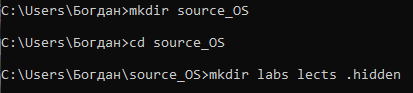 C:\Users\Богдан>mkdir source_OS
C:\Users\Богдан>cd source_OS
C:\Users\Богдан\source_OS>mkdir labs lects .hidden